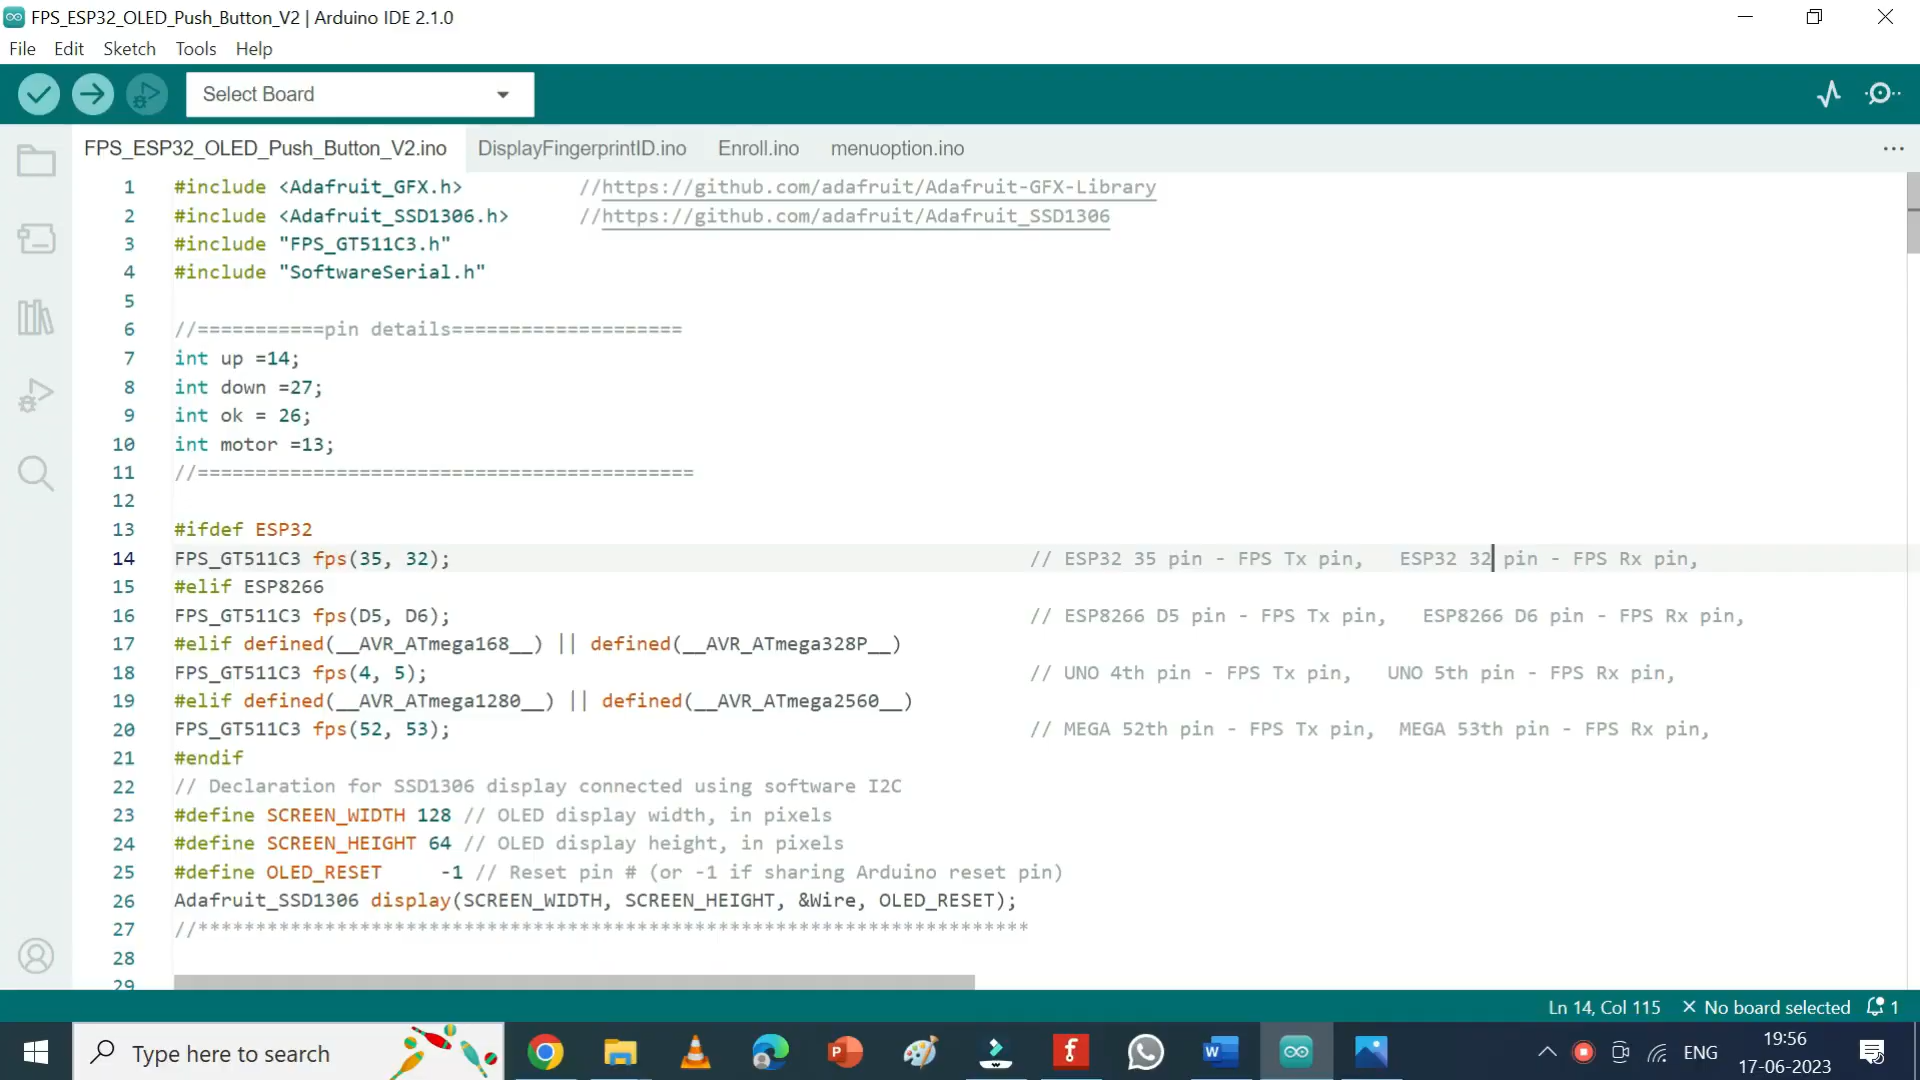 FPS_ESP32_OLED_Push_Button_V2 | Arduino IDE 2.1.0
File Edit Sketch Tools Help
Select Board
FPS_ESP32_OLED_Push_Button_V2.ino DisplayFingerprintID.ino Enroll.ino menuoption.ino ...
1 #include <Adafruit_GFX.h> //https://github.com/adafruit/Adafruit-GFX-Library
2 #include <Adafruit_SSD1306.h> //https://github.com/adafruit/Adafruit_SSD1306
3 #include "FPS_GT511C3.h"
4 #include "SoftwareSerial.h"
5
6 //===========pin details====================
7 int up =14;
8 int down =27;
9 int ok = 26;
10 int motor =13;
11 //===========================================
12
13 #ifdef ESP32
14 FPS_GT511C3 fps(35, 32); // ESP32 35 pin - FPS Tx pin, ESP32 32 pin - FPS Rx pin,
15 #elif ESP8266
16 FPS_GT511C3 fps(D5, D6); // ESP8266 D5 pin - FPS Tx pin, ESP8266 D6 pin - FPS Rx pin,
17 #elif defined(__AVR_ATmega168__) || defined(__AVR_ATmega328P__)
18 FPS_GT511C3 fps(4, 5); // UNO 4th pin - FPS Tx pin, UNO 5th pin - FPS Rx pin,
19 #elif defined(__AVR_ATmega1280__) || defined(__AVR_ATmega2560__)
20 FPS_GT511C3 fps(52, 53); // MEGA 52th pin - FPS Tx pin, MEGA 53th pin - FPS Rx pin,
21 #endif
22 // Declaration for SSD1306 display connected using software I2C
23 #define SCREEN_WIDTH 128 // OLED display width, in pixels
24 #define SCREEN_HEIGHT 64 // OLED display height, in pixels
25 #define OLED_RESET -1 // Reset pin # (or -1 if sharing Arduino reset pin)
26 Adafruit_SSD1306 display(SCREEN_WIDTH, SCREEN_HEIGHT, &Wire, OLED_RESET);
27 //************************************************************************
28
29
Ln 14, Col 115 No board selected 1
Type here to search ENG 19:56
17-06-2023